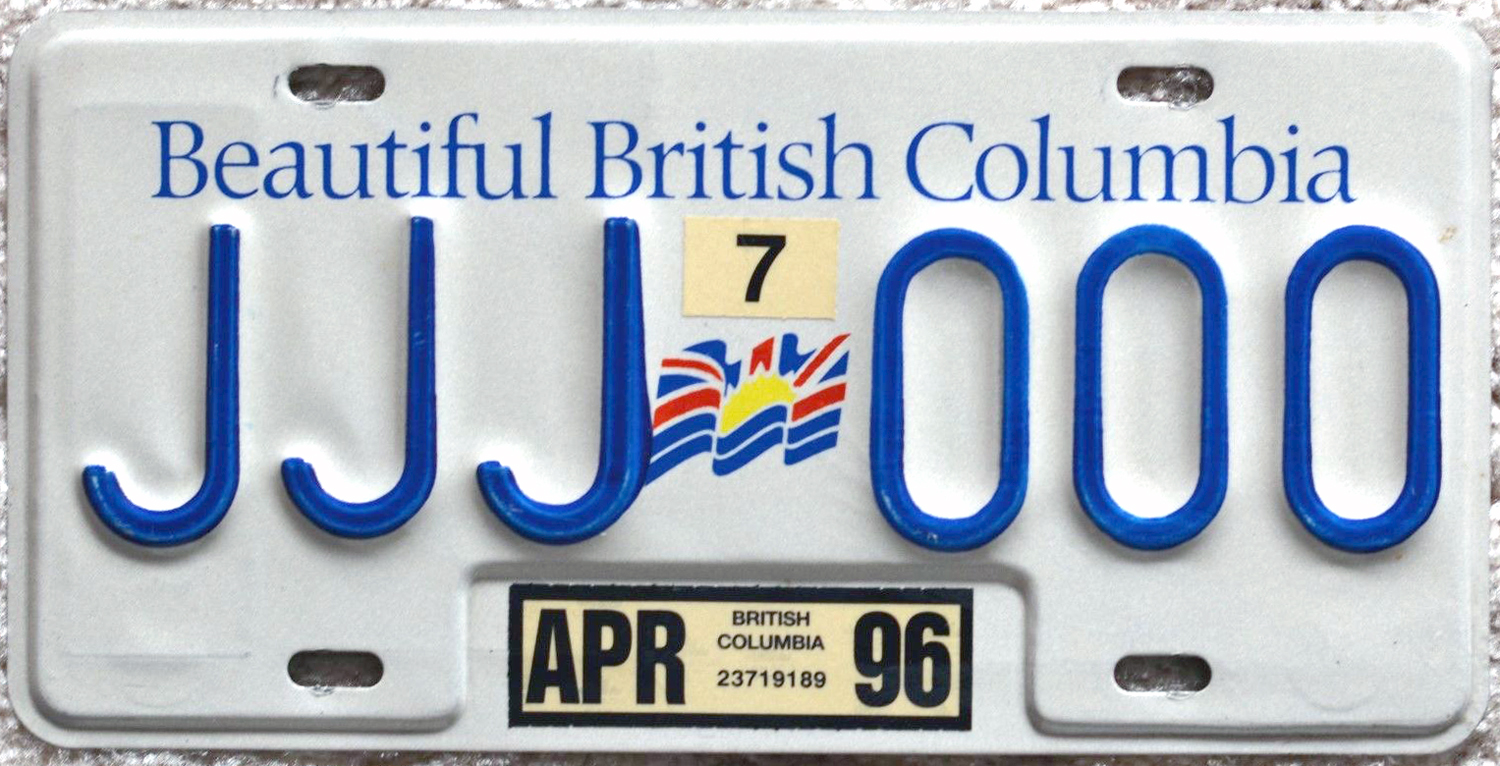 Beautiful British Columbia
JJJ 7 000
APR BRITISH COLUMBIA 23719189 96